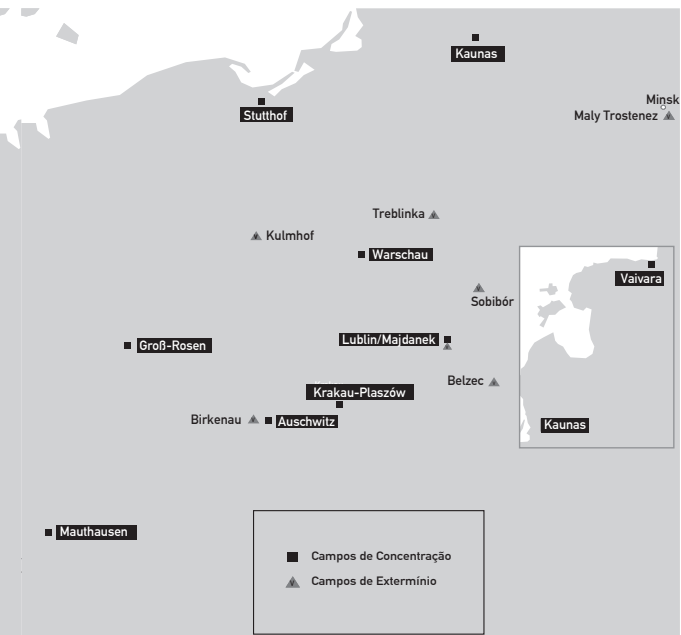 Kaunas
Minsk
Stutthof
Maly Trostenez
Treblinka
Kulmhof
Warschau
Vaivara
Sobibór
Lublin/Majdanek
Groß-Rosen
Belzec
Krakau-Plaszów
Birkenau
Auschwitz
Kaunas
Mauthausen
Campos de Concentração
Campos de Extermínio